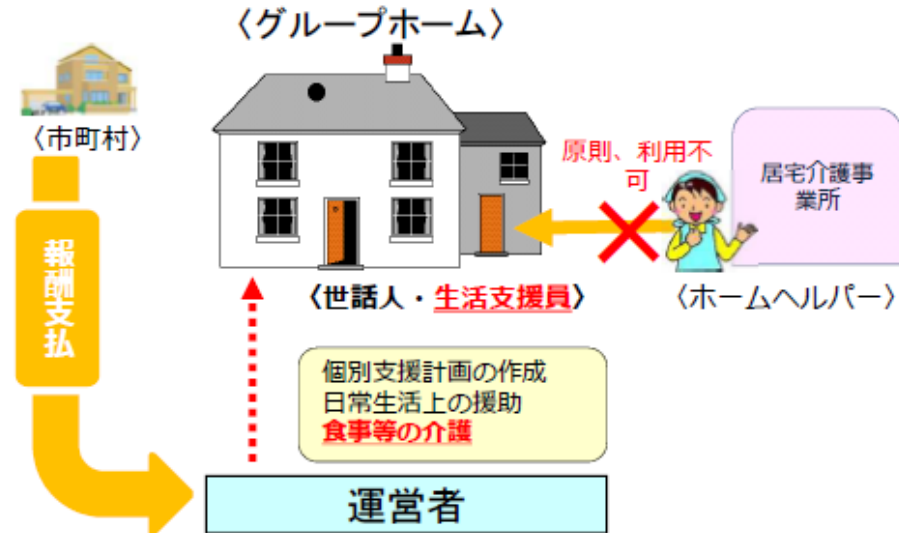 〈グループホーム〉
〈市町村〉
原則、利用不
可
居宅介護事
業所
報酬支払
〈世話人・生活支援員〉
〈ホームヘルパー〉
個別支援計画の作成
日常生活上の援助
食事等の介護
運営者